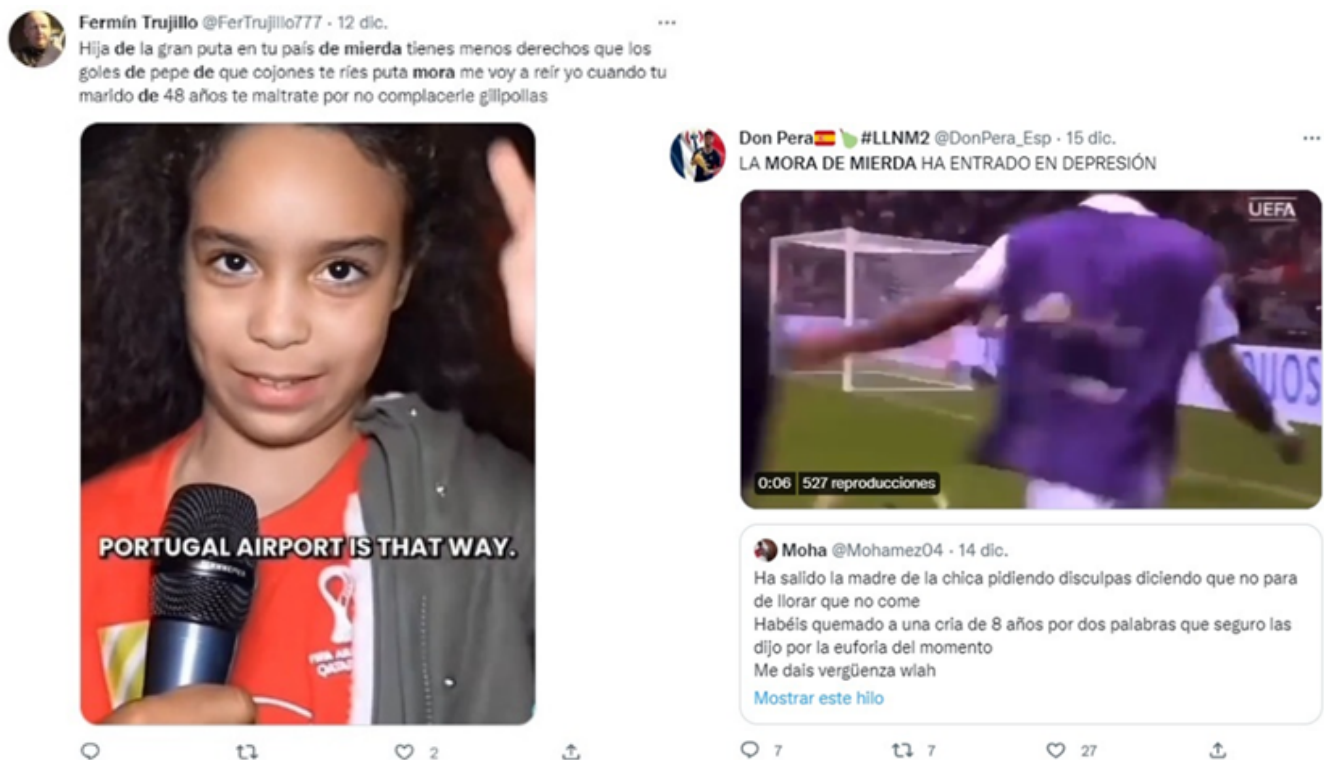 Fermín Trujillo @FerTrujillo777 · 12 dic.
Hija de la gran puta en tu país de mierda tienes menos derechos que los
goles de pepe de que cojones te ríes puta mora me voy a reír yo cuando tu
marido de 48 años te maltrate por no complacerle gilipollas
PORTUGAL AIRPORT IS THAT WAY.
2
Don Pera #LLNM2 @DonPera_Esp · 15 dic.
LA MORA DE MIERDA HA ENTRADO EN DEPRESIÓN
UEFA
0:06 527 reproducciones
Moha @Mohamez04 · 14 dic.
Ha salido la madre de la chica pidiendo disculpas diciendo que no para
de llorar que no come
Habéis quemado a una cria de 8 años por dos palabras que seguro las
dijo por la euforia del momento
Me dais vergüenza wlah
Mostrar este hilo
7 7 27